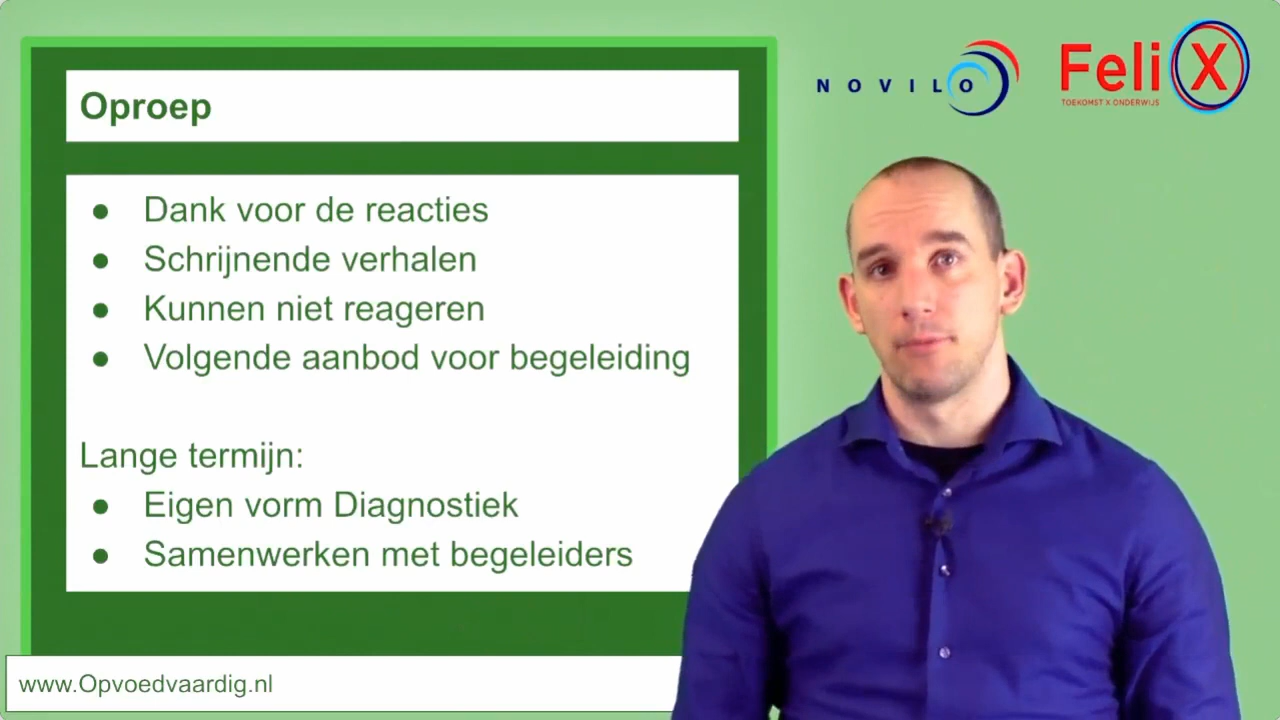 Oproep
NOVILO
FeliX
TOEKOMST X ONDERWIJS
● Dank voor de reacties
● Schrijnende verhalen
● Kunnen niet reageren
● Volgende aanbod voor begeleiding
Lange termijn:
● Eigen vorm Diagnostiek
● Samenwerken met begeleiders
www.Opvoedvaardig.nl